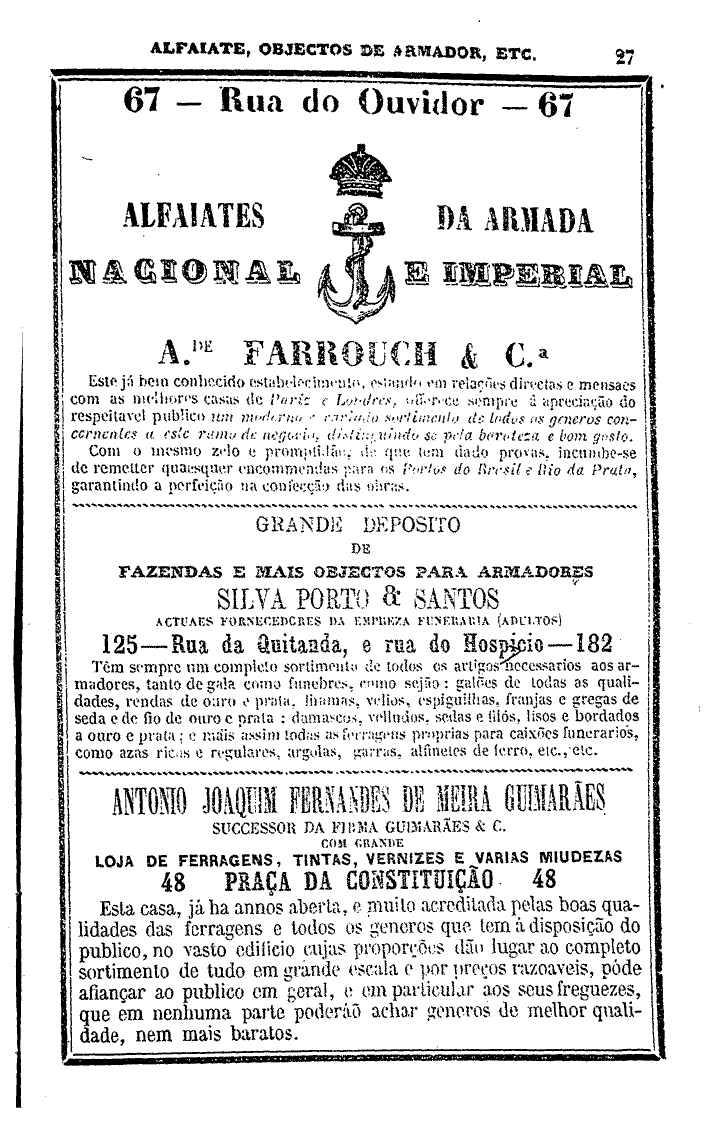 ALFAIATE, OBJECTOS DE ARMADOR, ETC. 27
67 — Rua do Ouvidor — 67
ALFAIATES DA ARMADA
NACIONAL E IMPERIAL
A.DE FARROUCH & C.a
Este já bem conhecido estabelecimento, estando em relações directas e mensaes
com as melhores casas de Pariz e Londres, offerece sempre á apreciação do
respeitavel publico um moderno e variado sortimento de todos os generos con-
cernentes a este ramo de negocio, distinguindo se pela barateza e bom gosto.
Com o mesmo zelo e promptidão, de que tem dado provas, incumbe-se
de remetter quaesquer encommendas para os Portos do Brasil e Rio da Prata,
garantindo a perfeição na confecção das obras.
GRANDE DEPOSITO
DE
FAZENDAS E MAIS OBJECTOS PARA ARMADORES
SILVA PORTO & SANTOS
ACTUAES FORNECEDORES DA EMPREZA FUNERARIA (ADULTOS)
125—Rua da Quitanda, e rua do Hospicio—182
Têm sempre um completo sortimento de todos os artigos necessarios aos ar-
madores, tanto de gala como funebres, como sejão: galões de todas as quali-
dades, rendas de ouro e prata, lhamas, velios, espiguilhas, franjas e gregas de
seda e de fio de ouro e prata : damascos, velludos, sedas e filós, lisos e bordados
a ouro e prata; e mais assim todas as ferragens proprias para caixões funerarios,
como azas ricas e regulares, argolas, garras, alfinetes de ferro, etc., etc.
ANTONIO JOAQUIM FERNANDES DE MEIRA GUIMARÃES
SUCCESSOR DA FIRMA GUIMARÃES & C.
COM GRANDE
LOJA DE FERRAGENS, TINTAS, VERNIZES E VARIAS MIUDEZAS
48 PRAÇA DA CONSTITUIÇÃO 48
Esta casa, já ha annos aberta, e muito acreditada pelas boas qua-
lidades das ferragens e todos os generos que tem á disposição do
publico, no vasto edificio cujas proporções dão lugar ao completo
sortimento de tudo em grande escala e por preços razoaveis, póde
afiançar ao publico em geral, e em particular aos seus freguezes,
que em nenhuma parte poderáõ achar generos de melhor quali-
dade, nem mais baratos.